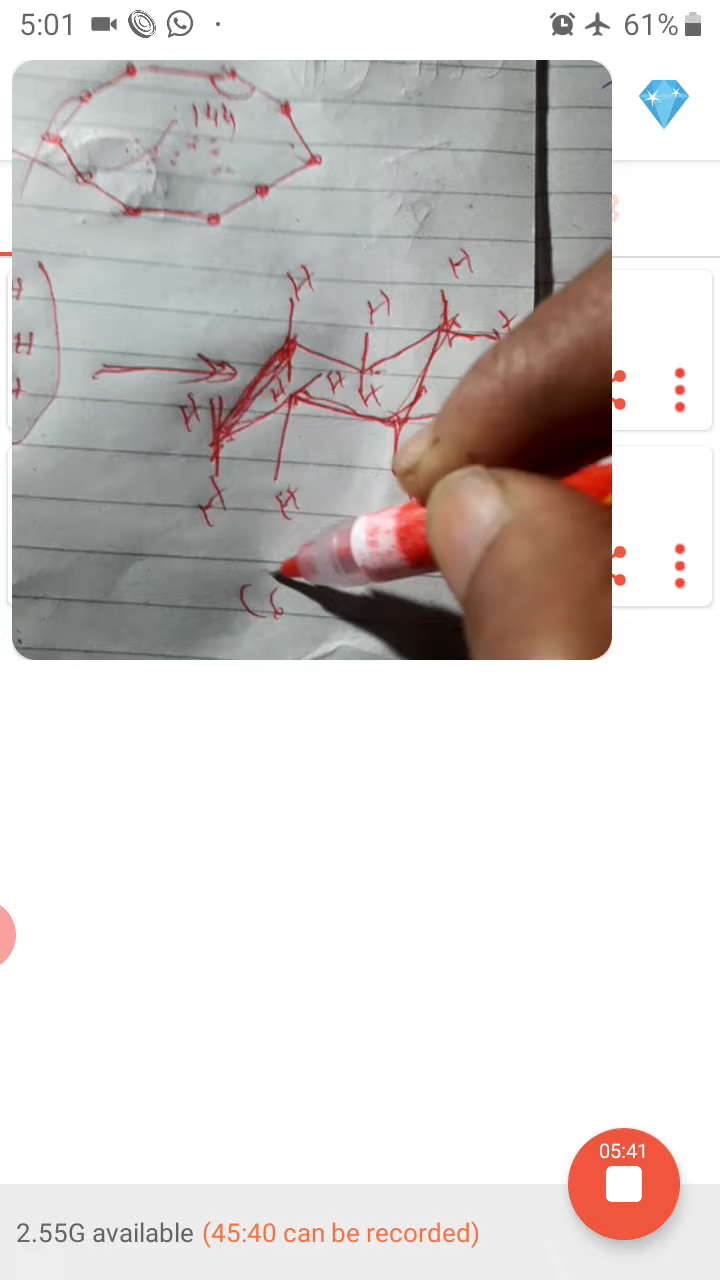 5:01 61%
144
H
H H
H
H H
H
H
H H
C6
05:41
2.55G available (45:40 can be recorded)